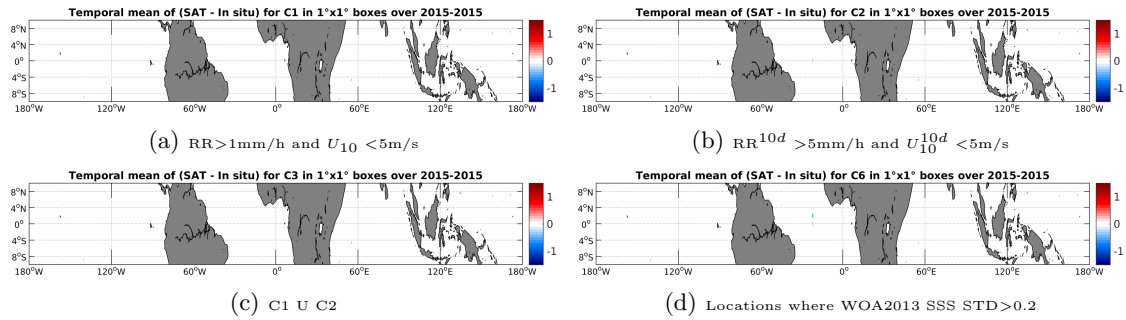 Temporal mean of (SAT - In situ) for C1 in 1°x1° boxes over 2015-2015
8°N
4°N
0°
4°S
8°S
180°W 120°W 60°W 0° 60°E 120°E 180°W
1
0
-1
(a) RR>1mm/h and U10 <5m/s
Temporal mean of (SAT - In situ) for C2 in 1°x1° boxes over 2015-2015
8°N
4°N
0°
4°S
8°S
180°W 120°W 60°W 0° 60°E 120°E 180°W
1
0
-1
(b) RR^10d >5mm/h and U10^10d <5m/s
Temporal mean of (SAT - In situ) for C3 in 1°x1° boxes over 2015-2015
8°N
4°N
0°
4°S
8°S
180°W 120°W 60°W 0° 60°E 120°E 180°W
1
0
-1
(c) C1 U C2
Temporal mean of (SAT - In situ) for C6 in 1°x1° boxes over 2015-2015
8°N
4°N
0°
4°S
8°S
180°W 120°W 60°W 0° 60°E 120°E 180°W
1
0
-1
(d) Locations where WOA2013 SSS STD>0.2